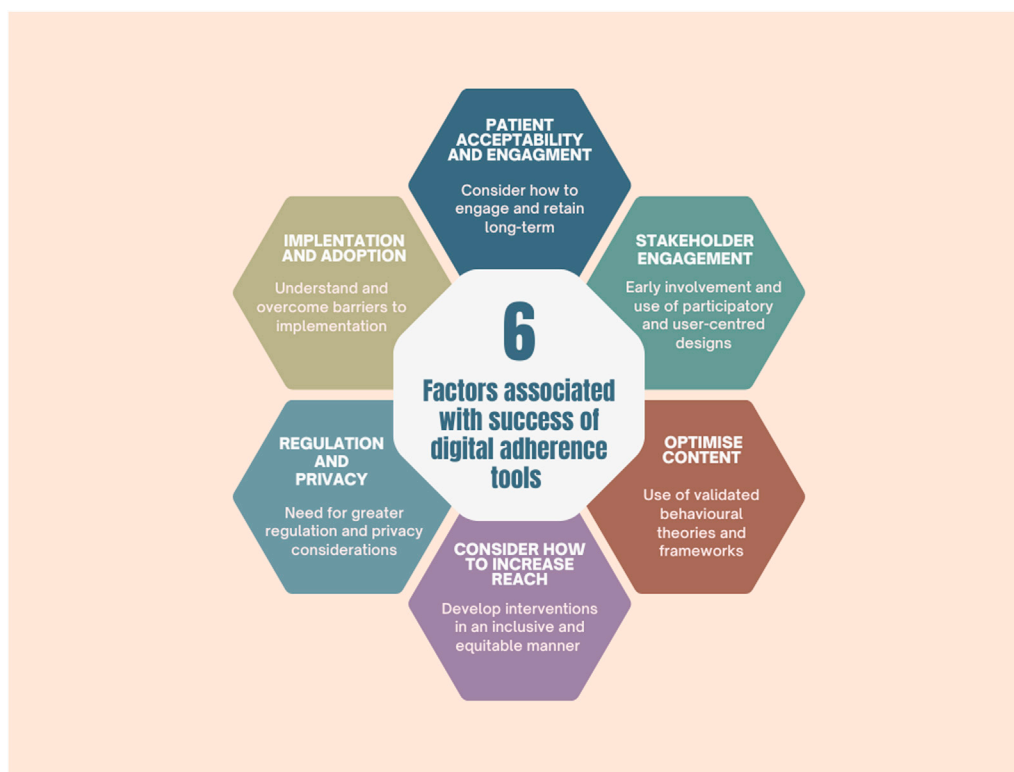 PATIENT
ACCEPTABILITY
AND ENGAGMENT
Consider how to
engage and retain
long-term
STAKEHOLDER
ENGAGEMENT
Early involvement and
use of participatory
and user-centred
designs
OPTIMISE
CONTENT
Use of validated
behavioural
theories and
frameworks
CONSIDER HOW
TO INCREASE
REACH
Develop interventions
in an inclusive and
equitable manner
REGULATION
AND
PRIVACY
Need for greater
regulation and privacy
considerations
IMPLENTATION
AND ADOPTION
Understand and
overcome barriers to
implementation
6
Factors associated
with success of
digital adherence
tools